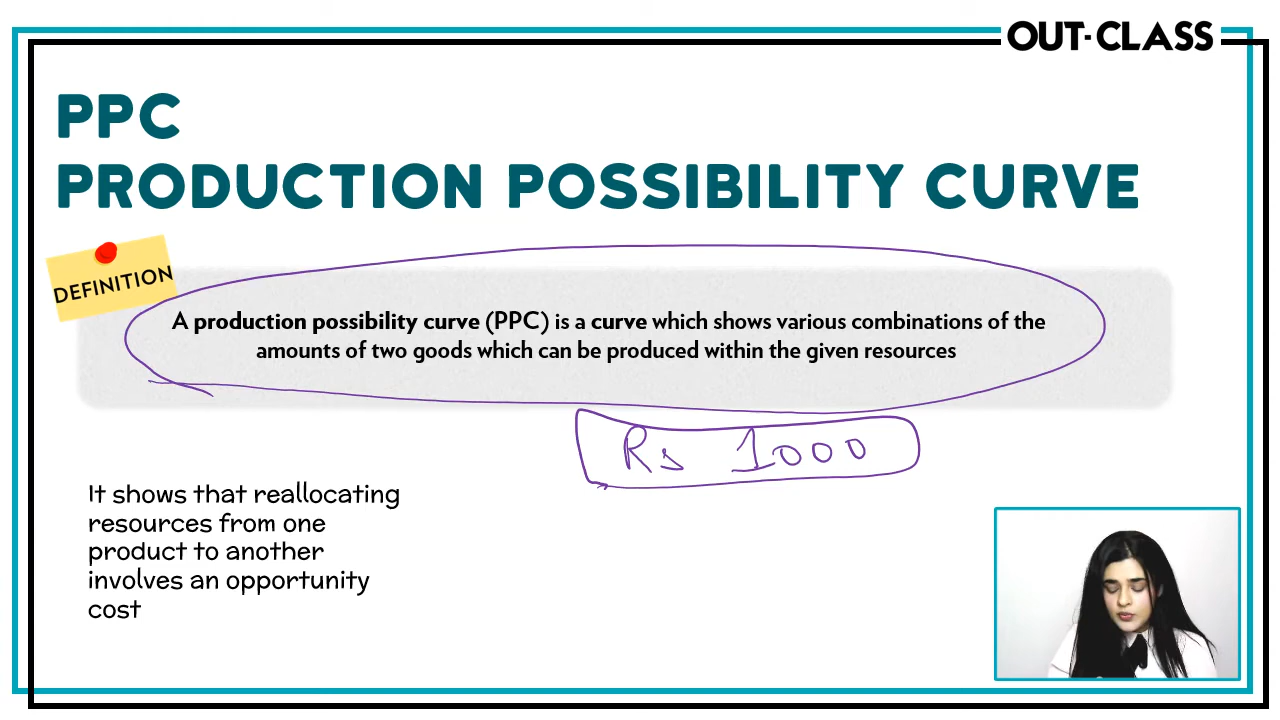 OUT-CLASS
PPC
PRODUCTION POSSIBILITY CURVE
DEFINITION
A production possibility curve (PPC) is a curve which shows various combinations of the
amounts of two goods which can be produced within the given resources
Rs 1000
It shows that reallocating
resources from one
product to another
involves an opportunity
cost